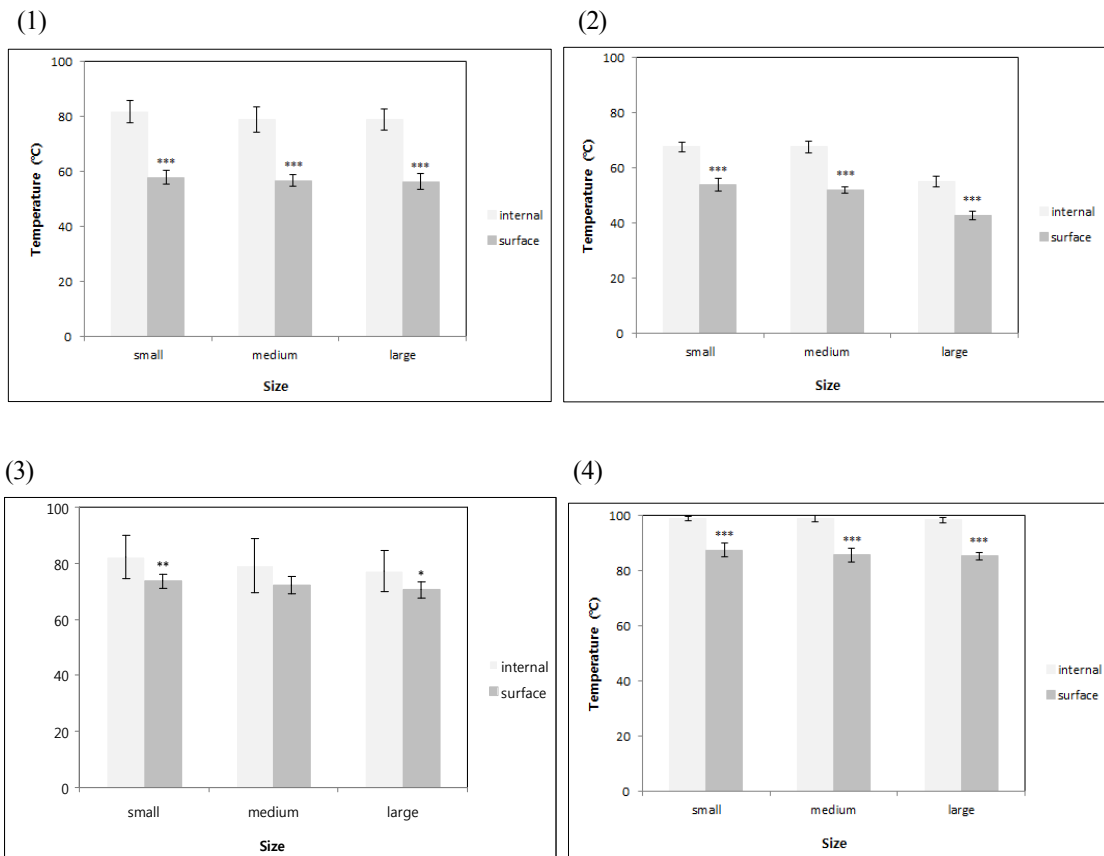 (1)
100
80
60
40
20
0
Temperature (℃)
***
***
***
internal
surface
small medium large
Size
(2)
100
80
60
40
20
0
Temperature (℃)
***
***
***
internal
surface
small medium large
Size
(3)
100
80
60
40
20
0
**
*
internal
surface
small medium large
Size
(4)
100
80
60
40
20
0
Temperature (℃)
***
***
***
internal
surface
small medium large
Size